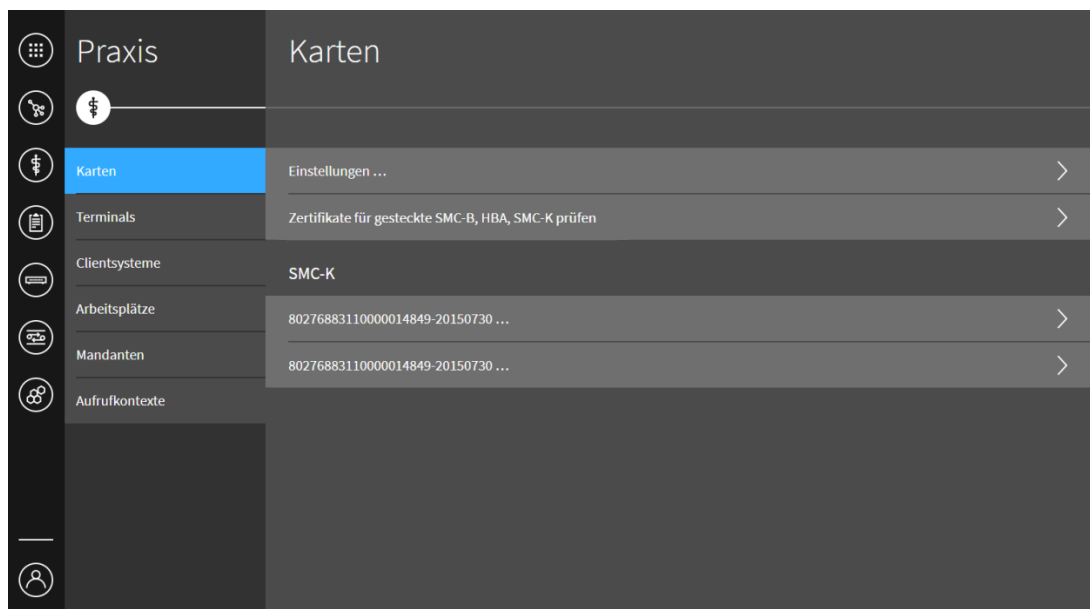 Praxis
Karten
Karten
Terminals
Clientsysteme
Arbeitsplätze
Mandanten
Aufrufkontexte
Einstellungen …
Zertifikate für gesteckte SMC-B, HBA, SMC-K prüfen
SMC-K
80276883110000014849-20150730 …
80276883110000014849-20150730 …